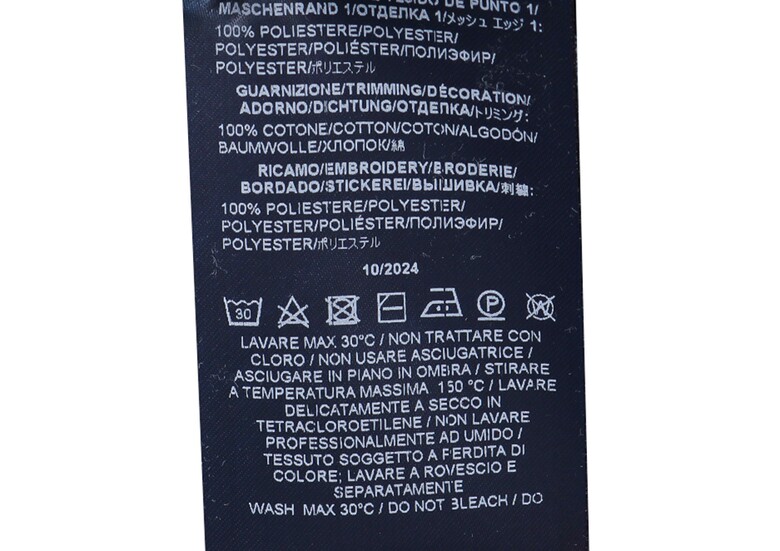 DE PUNTO 1/
MASCHENRAND 1/ОТДЕЛКА 1/メッシュ エッジ 1:
100% POLIESTERE/POLYESTER/
POLYESTER/POLIÉSTER/ПОЛИЭФИР/
POLYESTER/ポリエステル
GUARNIZIONE/TRIMMING/DÉCORATION/
ADORNO/DICHTUNG/ОТДЕЛКА/トリミング:
100% COTONE/COTTON/COTON/ALGODÓN/
BAUMWOLLE/ХЛОПОК/綿
RICAMO/EMBROIDERY/BRODERIE/
BORDADO/STICKEREI/ВЫШИВКА/刺繍:
100% POLIESTERE/POLYESTER/
POLYESTER/POLIÉSTER/ПОЛИЭФИР/
POLYESTER/ポリエステル
10/2024
30 P W
LAVARE MAX 30°C / NON TRATTARE CON
CLORO / NON USARE ASCIUGATRICE /
ASCIUGARE IN PIANO IN OMBRA / STIRARE
A TEMPERATURA MASSIMA 150 °C / LAVARE
DELICATAMENTE A SECCO IN
TETRACLOROETILENE / NON LAVARE
PROFESSIONALMENTE AD UMIDO /
TESSUTO SOGGETTO A PERDITA DI
COLORE; LAVARE A ROVESCIO E
SEPARATAMENTE
WASH MAX 30°C / DO NOT BLEACH / DO